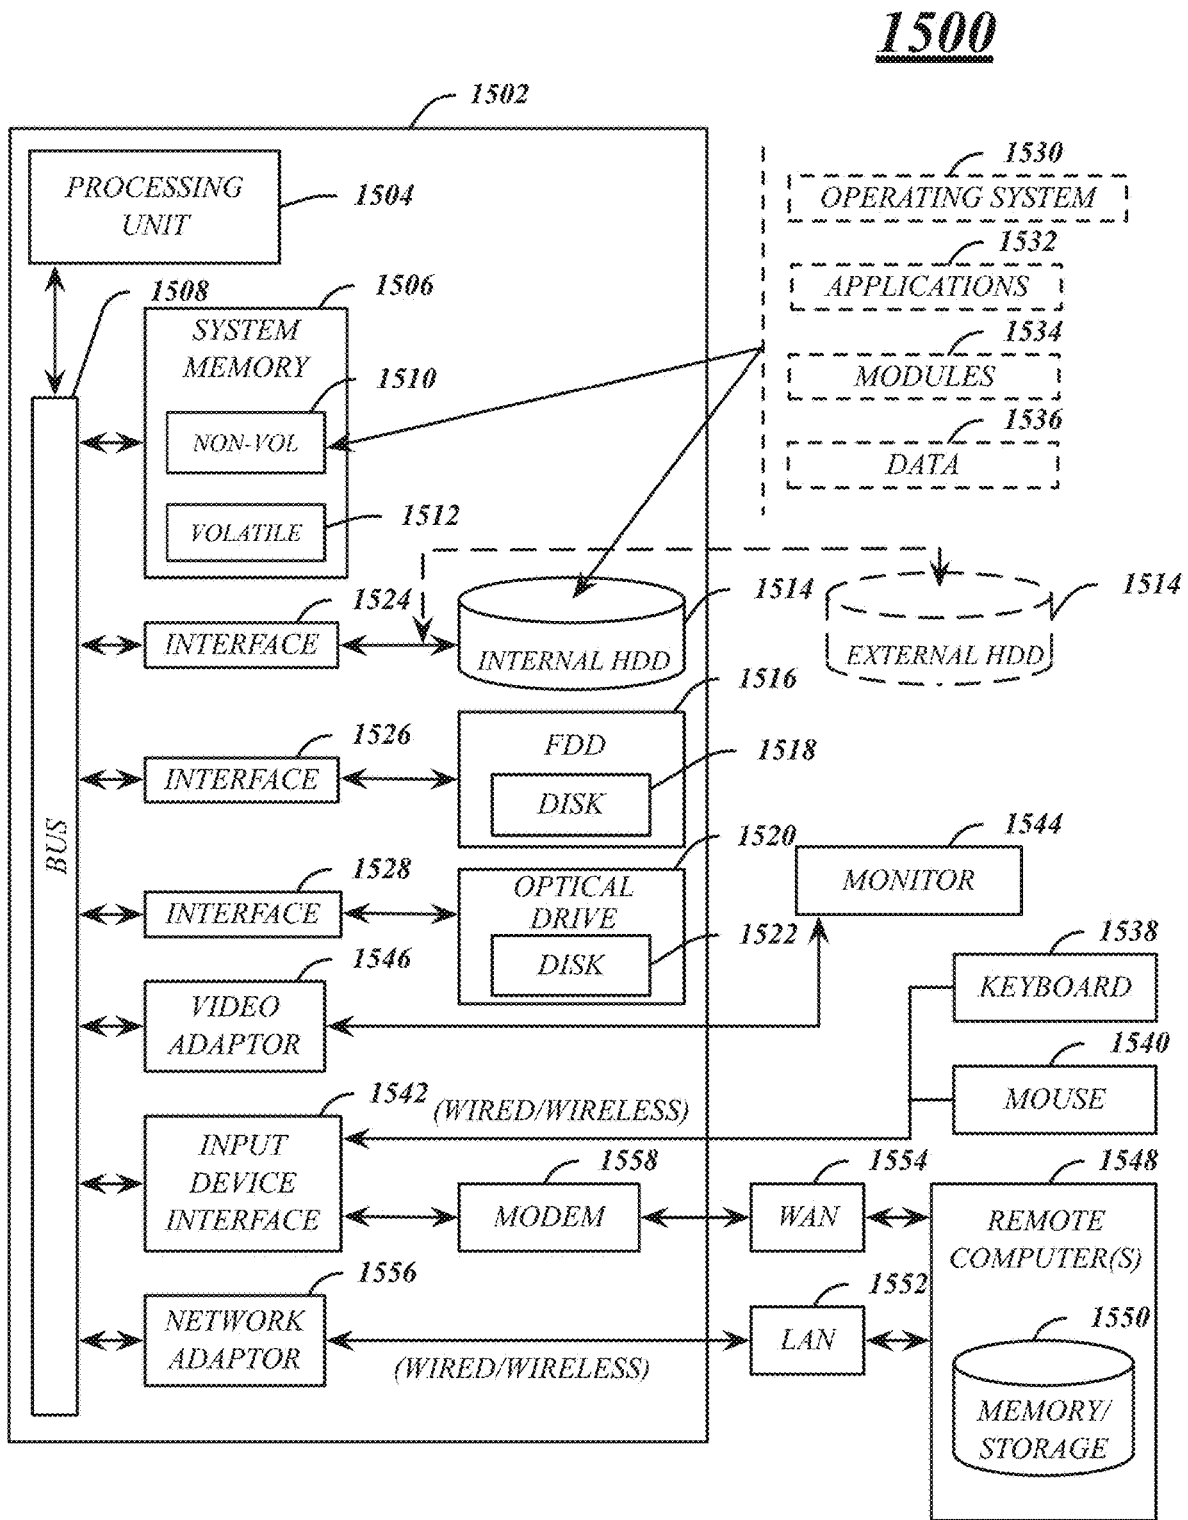 1500
1502
PROCESSING
UNIT
1504
1530
OPERATING SYSTEM
1532
APPLICATIONS
1534
MODULES
1536
DATA
1508
1506
SYSTEM
MEMORY
1510
NON-VOL
1512
VOLATILE
1524
INTERFACE
1514
INTERNAL HDD
1514
EXTERNAL HDD
1516
FDD
1526
INTERFACE
1518
DISK
BUS
1520
OPTICAL
DRIVE
1528
INTERFACE
1522
DISK
1544
MONITOR
1546
VIDEO
ADAPTOR
1538
KEYBOARD
1540
MOUSE
1542
INPUT
DEVICE
INTERFACE
(WIRED/WIRELESS)
1558
MODEM
1554
WAN
1548
REMOTE
COMPUTER(S)
1556
NETWORK
ADAPTOR
(WIRED/WIRELESS)
1552
LAN
1550
MEMORY/
STORAGE